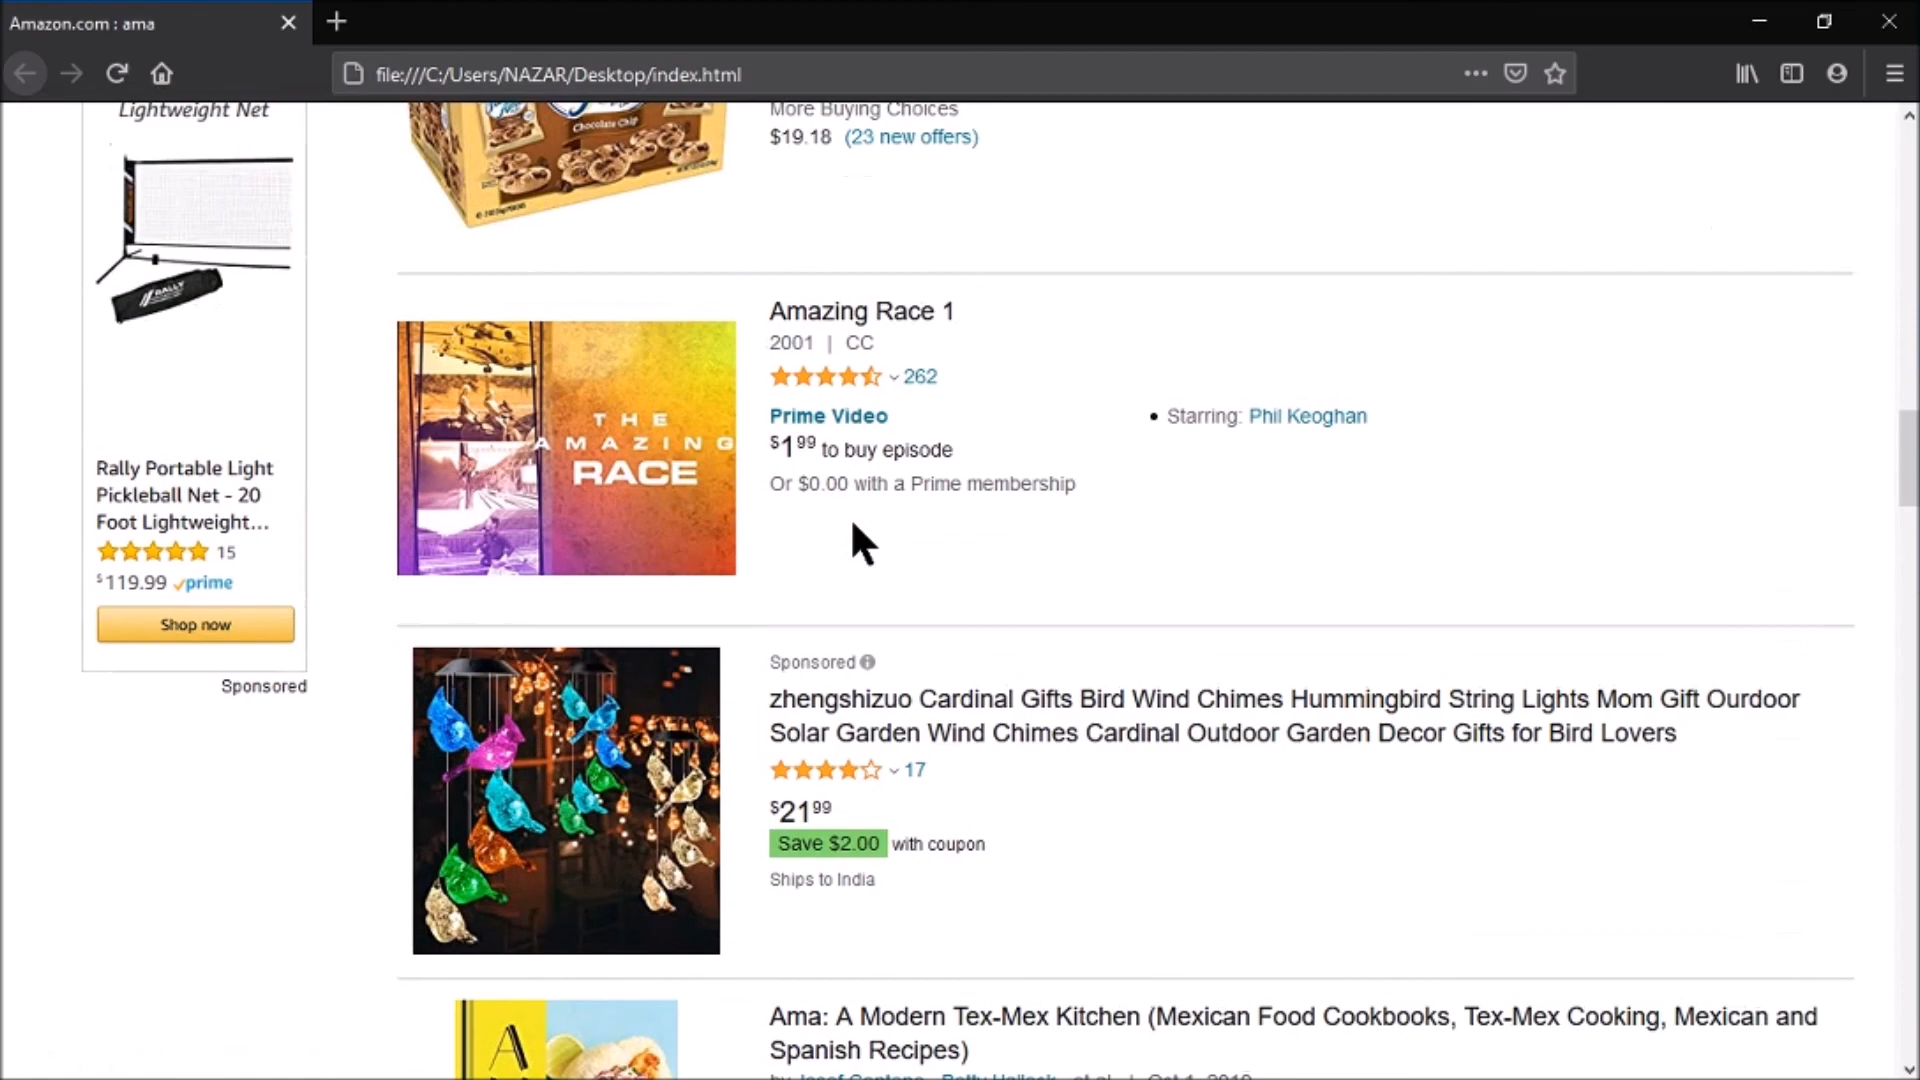 Amazon.com : ama
file:///C:/Users/NAZAR/Desktop/index.html
Lightweight Net
RALLY
Rally Portable Light
Pickleball Net - 20
Foot Lightweight...
15
$119.99 prime
Shop now
Sponsored
Chocolate Chip
More Buying Choices
$19.18 (23 new offers)
THE
AMAZING
RACE
Amazing Race 1
2001 | CC
262
Prime Video
$1.99 to buy episode
Or $0.00 with a Prime membership
• Starring: Phil Keoghan
Sponsored
zhengshizuo Cardinal Gifts Bird Wind Chimes Hummingbird String Lights Mom Gift Ourdoor
Solar Garden Wind Chimes Cardinal Outdoor Garden Decor Gifts for Bird Lovers
17
$21.99
Save $2.00 with coupon
Ships to India
A
Ama: A Modern Tex-Mex Kitchen (Mexican Food Cookbooks, Tex-Mex Cooking, Mexican and
Spanish Recipes)